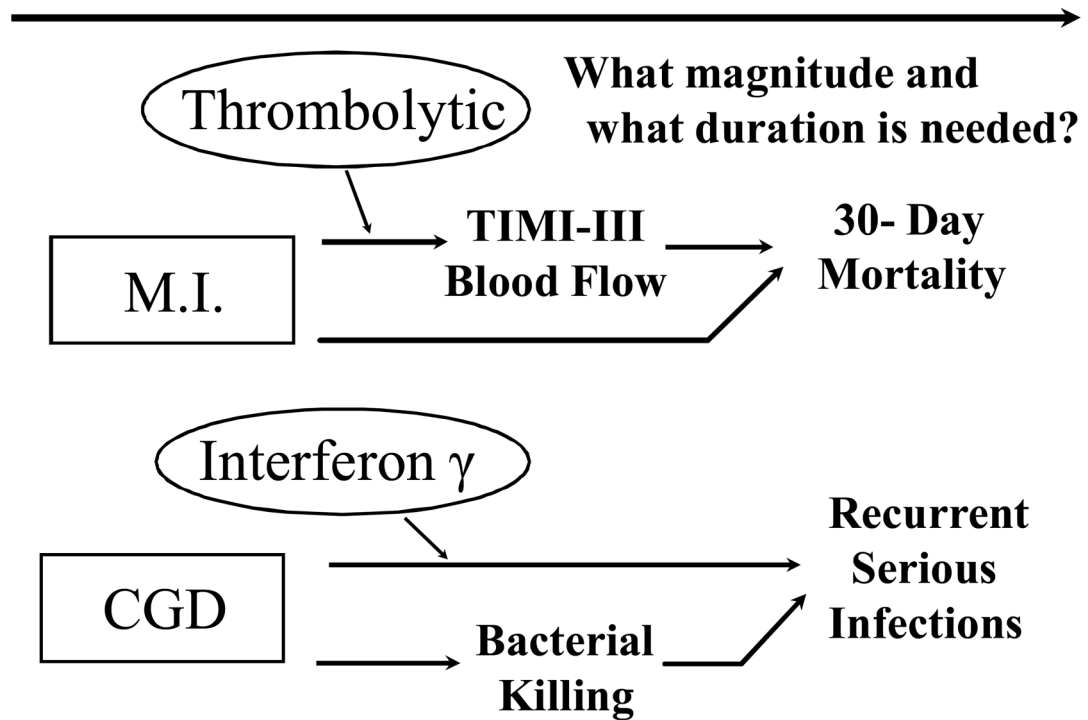 Thrombolytic
What magnitude and
what duration is needed?
M.I.
TIMI-III
Blood Flow
30- Day
Mortality
Interferon γ
CGD
Bacterial
Killing
Recurrent
Serious
Infections